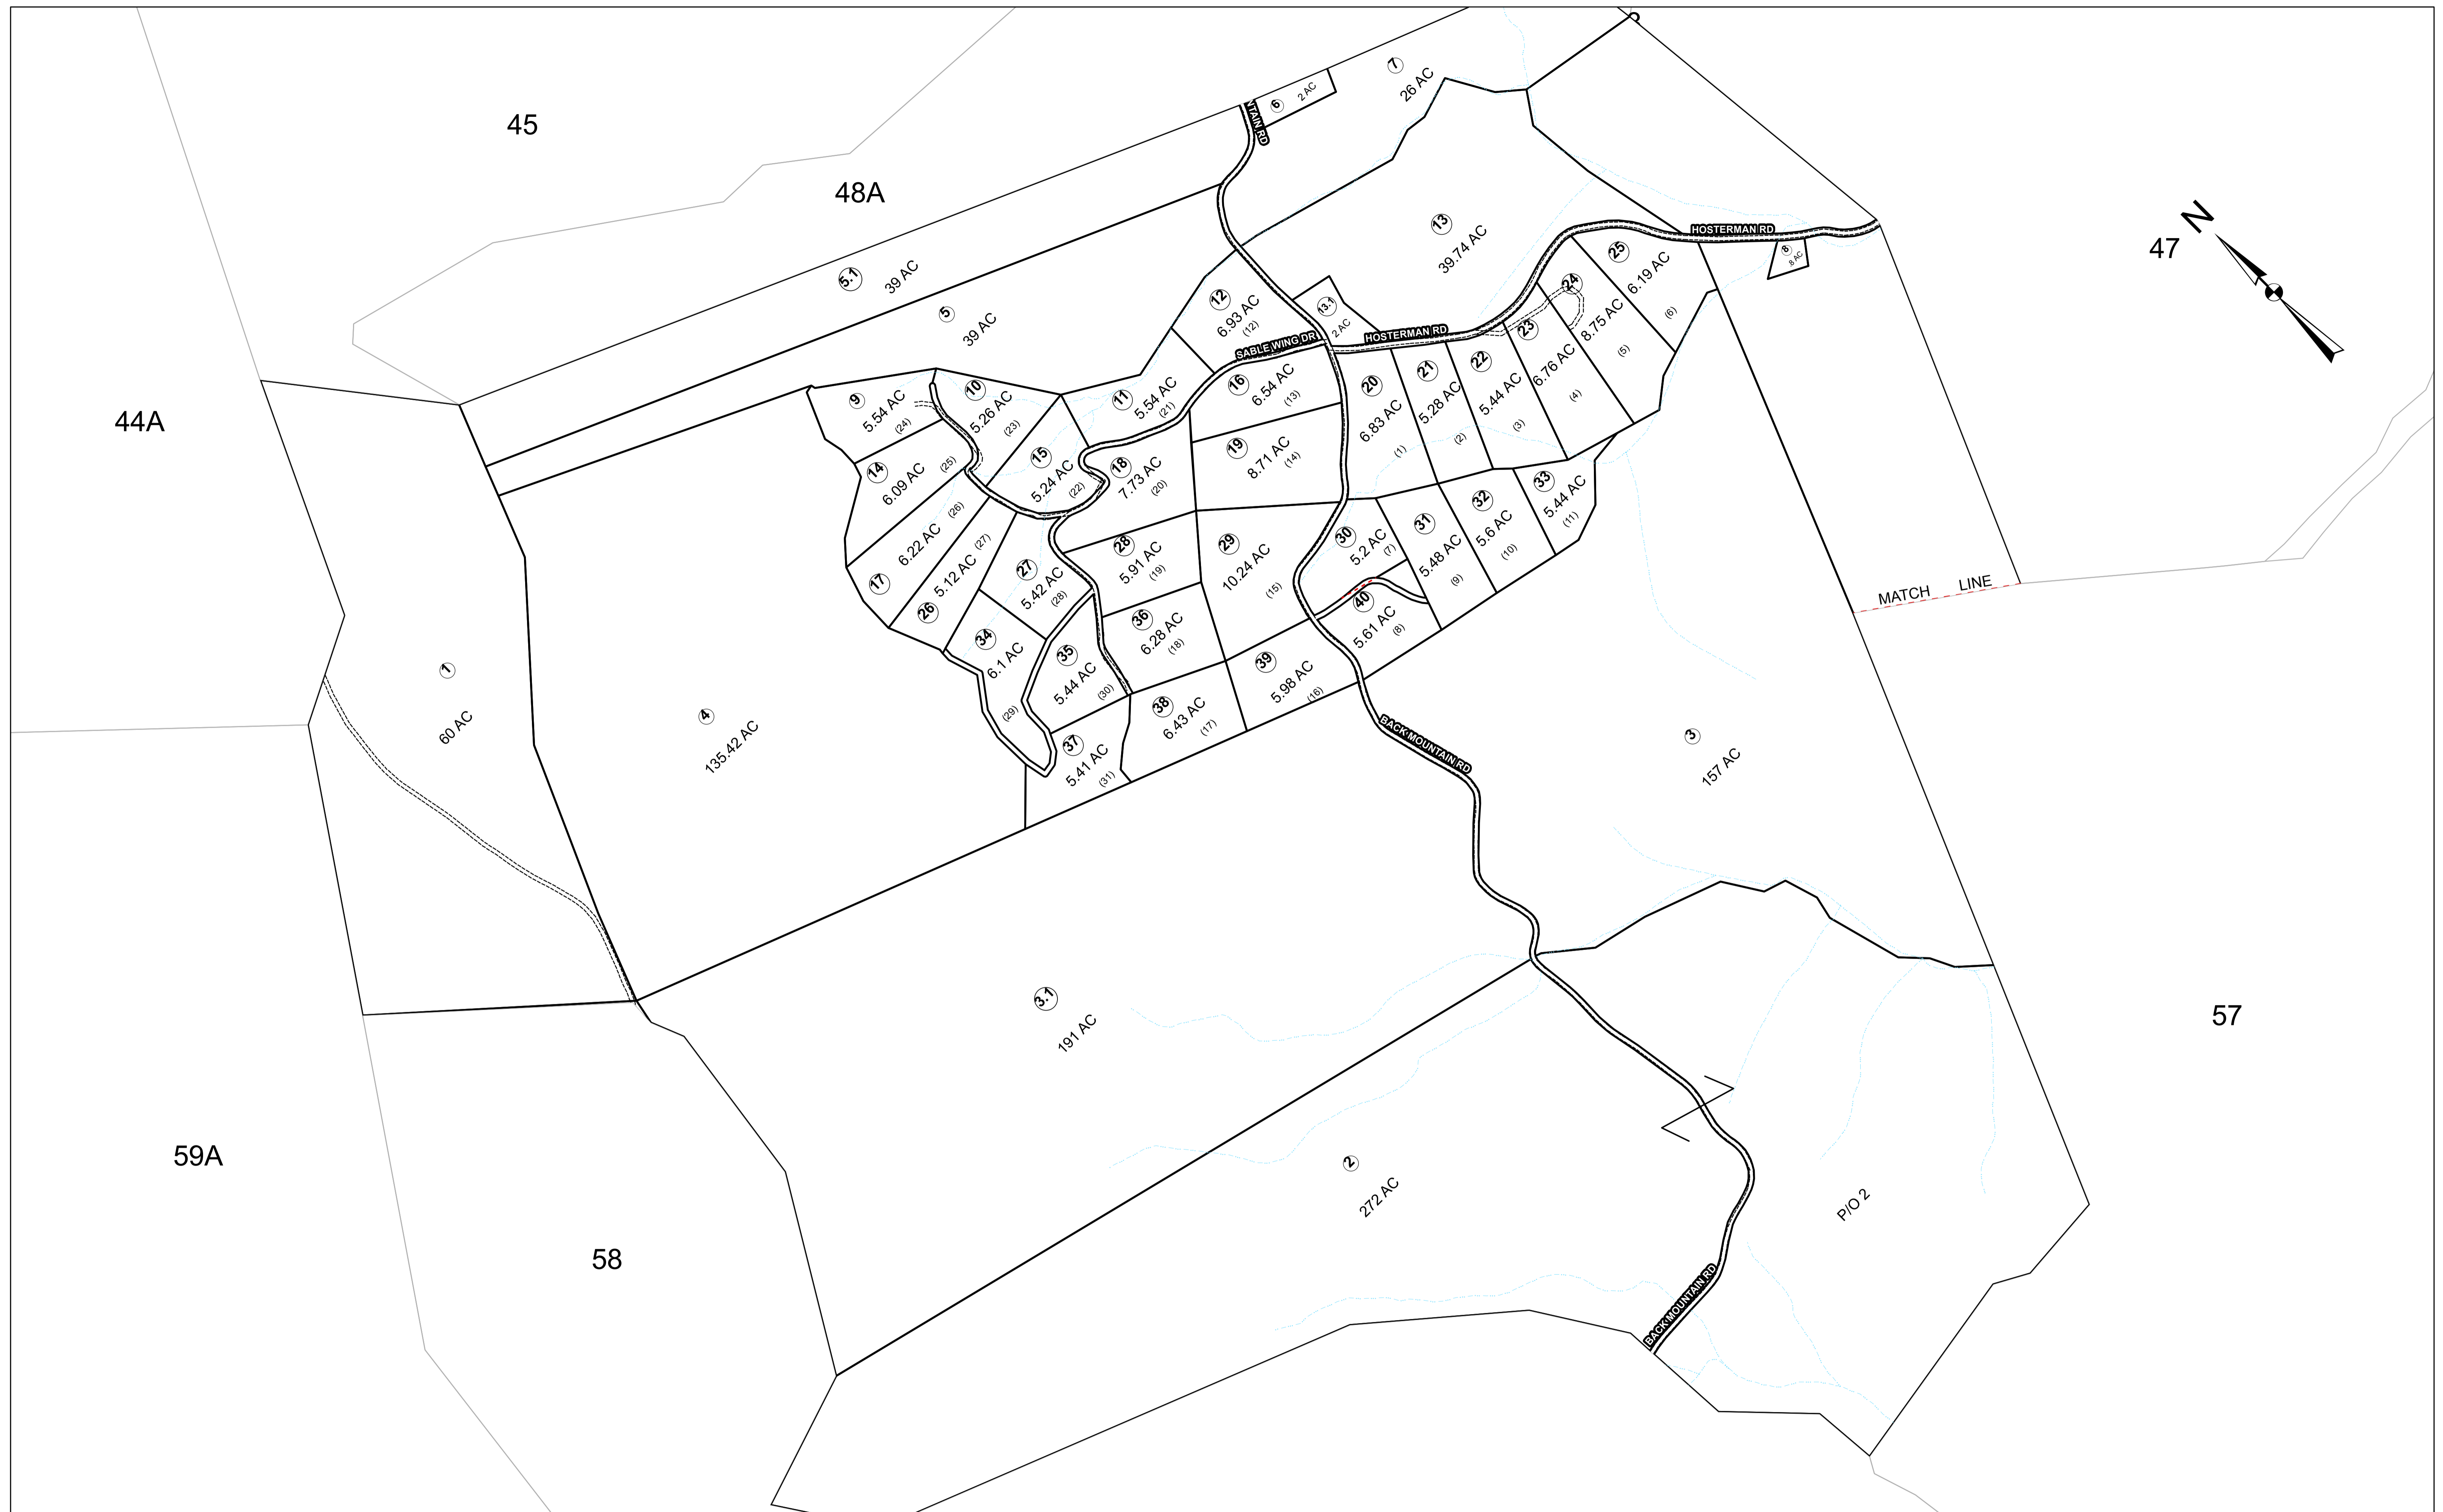 45
48A
44A
59A
58
47
57
N
MATCH LINE
NTAIN RD
6
2 AC
7
26 AC
13
39.74 AC
HOSTERMAN RD
8
.8 AC
25
6.19 AC
(6)
24
8.75 AC
(5)
23
6.76 AC
(4)
22
5.44 AC
(3)
21
5.28 AC
(2)
20
6.83 AC
(1)
HOSTERMAN RD
13.1
2 AC
12
6.93 AC
(12)
SABLE WING DR
16
6.54 AC
(13)
19
8.71 AC
(14)
5.1
39 AC
5
39 AC
9
5.54 AC
(24)
10
5.26 AC
(23)
11
5.54 AC
(21)
14
6.09 AC
(25)
15
5.24 AC
(22)
18
7.73 AC
(20)
17
6.22 AC
(26)
26
5.12 AC
(27)
27
5.42 AC
(28)
28
5.91 AC
(19)
29
10.24 AC
(15)
30
5.2 AC
(7)
31
5.48 AC
(9)
32
5.6 AC
(10)
33
5.44 AC
(11)
34
6.1 AC
(29)
35
5.44 AC
(30)
36
6.28 AC
(18)
37
5.41 AC
(31)
38
6.43 AC
(17)
39
5.98 AC
(16)
40
5.61 AC
(8)
BACK MOUNTAIN RD
1
60 AC
4
135.42 AC
3
157 AC
3.1
191 AC
2
272 AC
P/O 2
BACK MOUNTAIN RD